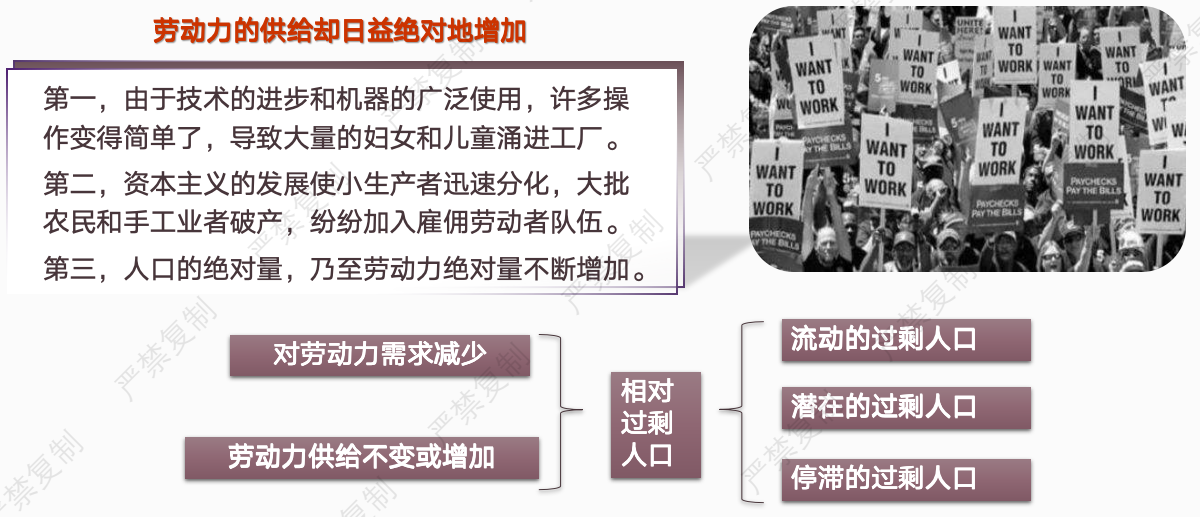 劳动力的供给却日益绝对地增加
第一，由于技术的进步和机器的广泛使用，许多操
作变得简单了，导致大量的妇女和儿童涌进工厂。
第二，资本主义的发展使小生产者迅速分化，大批
农民和手工业者破产，纷纷加入雇佣劳动者队伍。
第三，人口的绝对量，乃至劳动力绝对量不断增加。
I WANT TO WORK
I WANT TO WORK
I WANT TO WORK
I WANT TO WORK
I WANT TO WORK
I WANT TO WORK
I WANT TO WORK
I WANT TO WORK
UNITE HERE!
PAYCHECKS PAY THE BILLS
PAYCHECKS PAY THE BILLS
PAYCHECKS PAY THE BILLS
PAYCHECKS PAY THE BILLS
对劳动力需求减少
劳动力供给不变或增加
相对
过剩
人口
流动的过剩人口
潜在的过剩人口
停滞的过剩人口
严禁复制
严禁复制
严禁复制
严禁复制
严禁复制
严禁复制
严禁复制